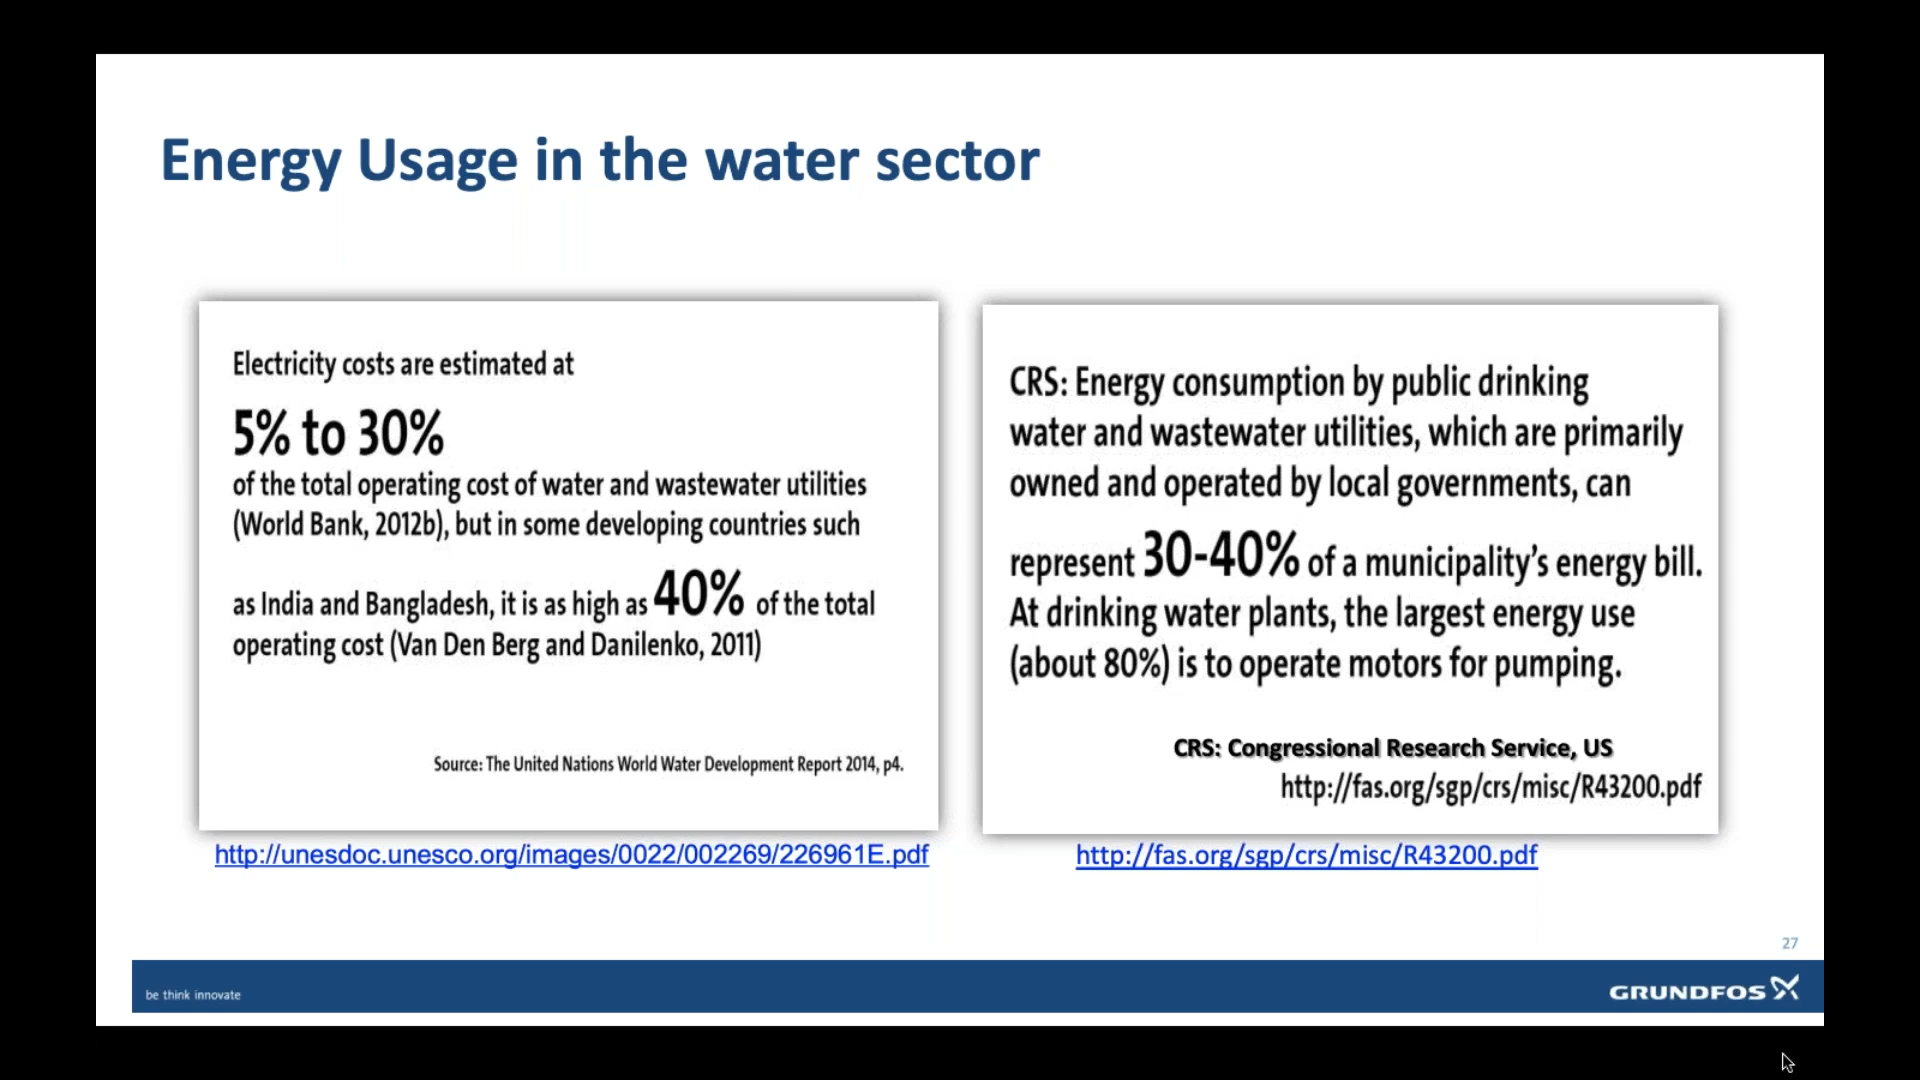 Energy Usage in the water sector
Electricity costs are estimated at
5% to 30%
of the total operating cost of water and wastewater utilities
(World Bank, 2012b), but in some developing countries such
as India and Bangladesh, it is as high as 40% of the total
operating cost (Van Den Berg and Danilenko, 2011)
Source: The United Nations World Water Development Report 2014, p4.
http://unesdoc.unesco.org/images/0022/002269/226961E.pdf
CRS: Energy consumption by public drinking
water and wastewater utilities, which are primarily
owned and operated by local governments, can
represent 30-40% of a municipality's energy bill.
At drinking water plants, the largest energy use
(about 80%) is to operate motors for pumping.
CRS: Congressional Research Service, US
http://fas.org/sgp/crs/misc/R43200.pdf
http://fas.org/sgp/crs/misc/R43200.pdf
27
be think innovate
GRUNDFOS